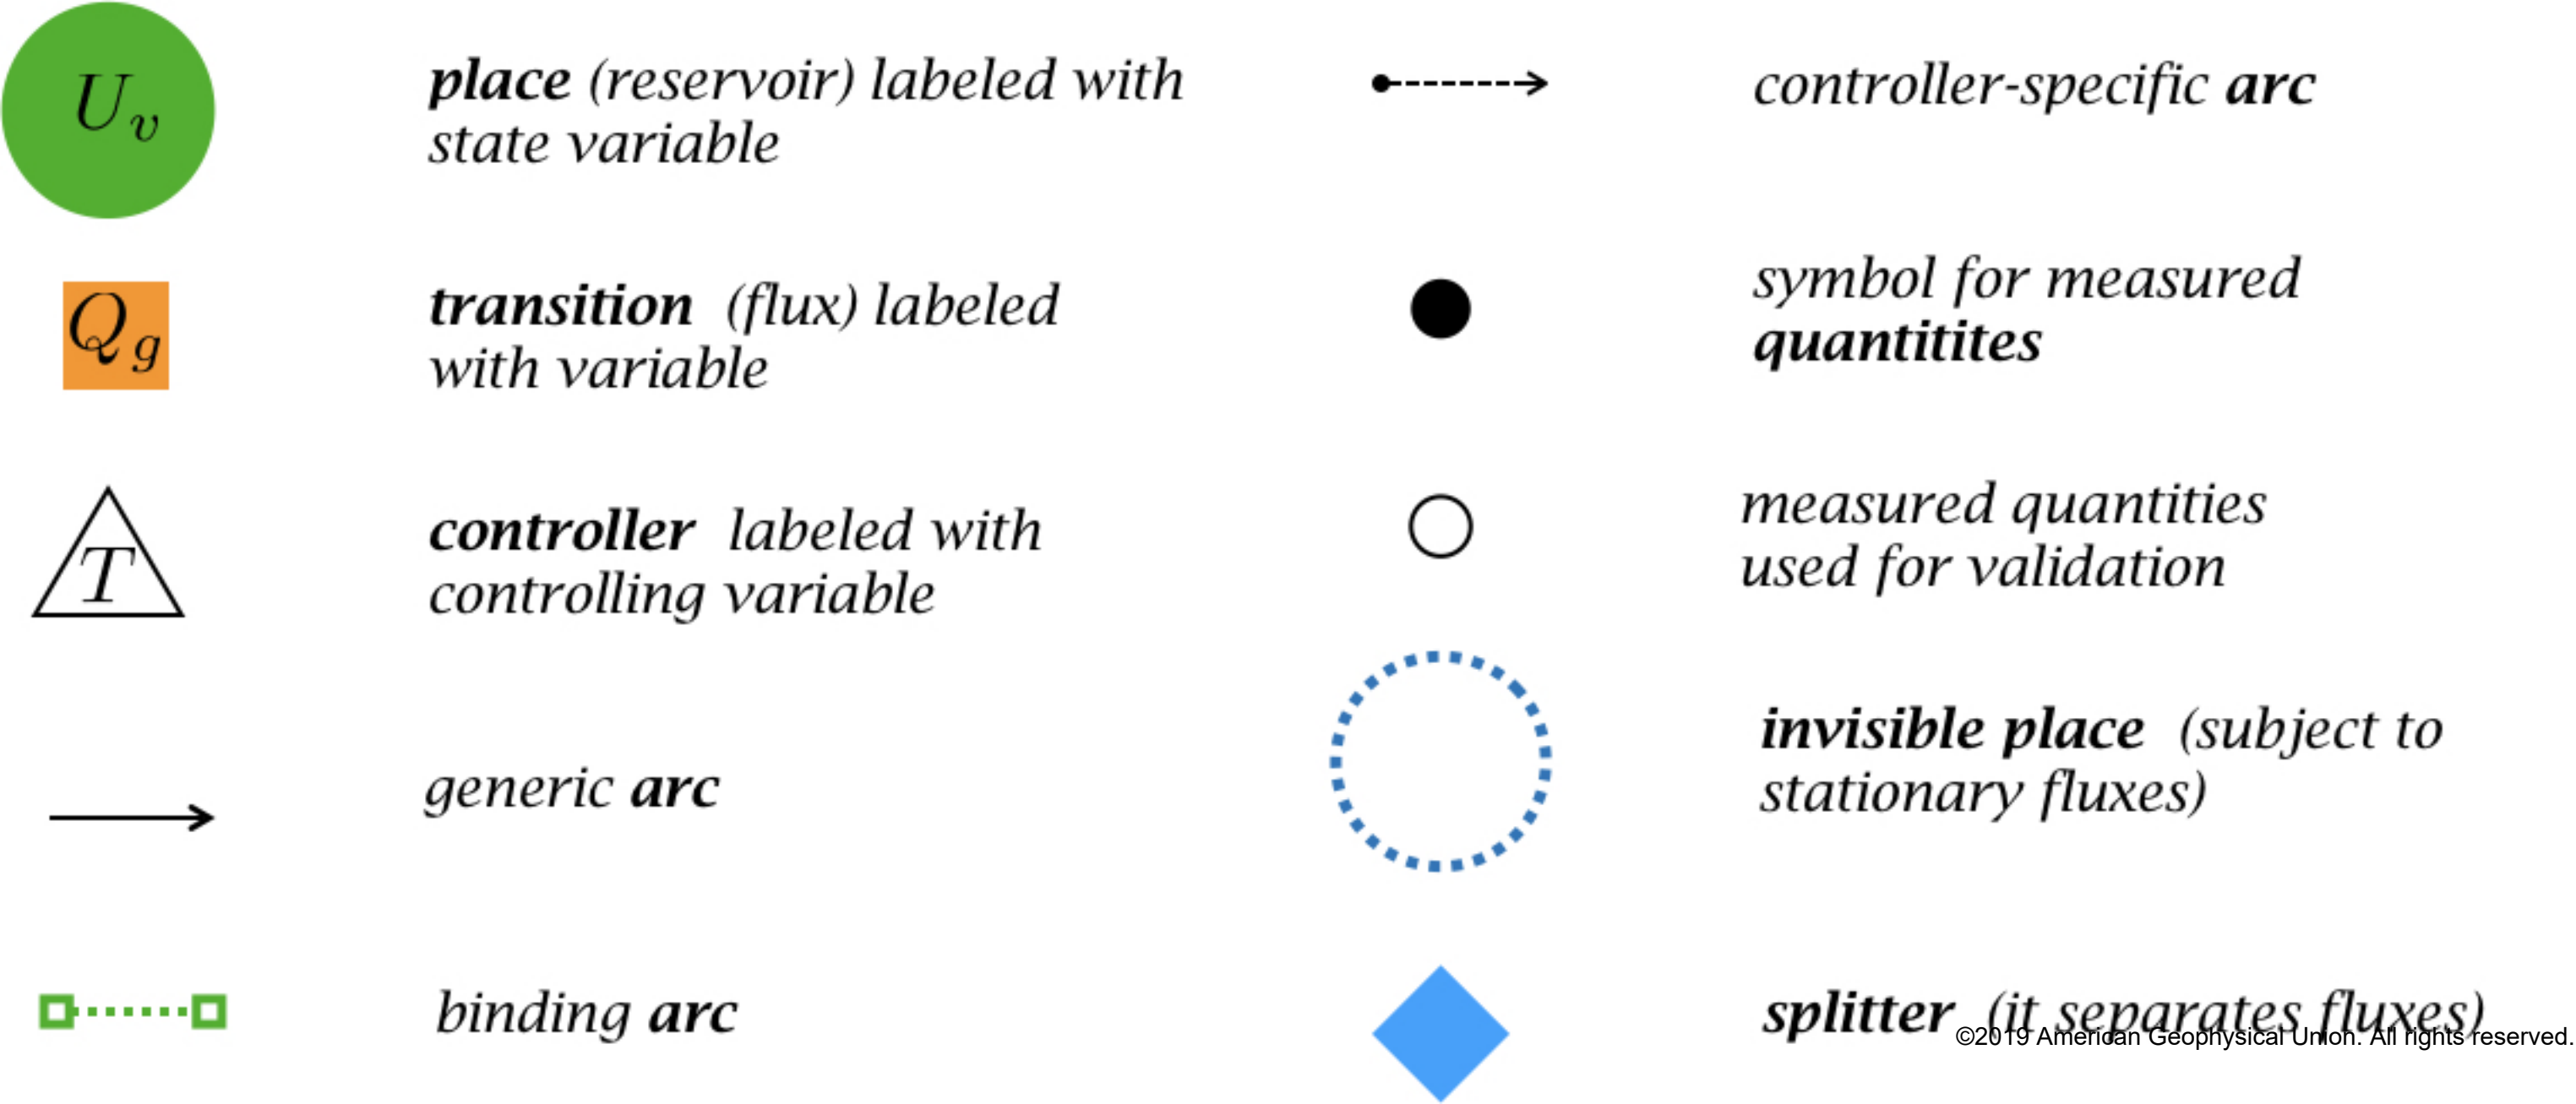 U_v
place (reservoir) labeled with
state variable
Q_g
transition (flux) labeled
with variable
T
controller labeled with
controlling variable
generic arc
binding arc
controller-specific arc
symbol for measured
quantitites
measured quantities
used for validation
invisible place (subject to
stationary fluxes)
splitter (it separates fluxes)
©2019 American Geophysical Union. All rights reserved.